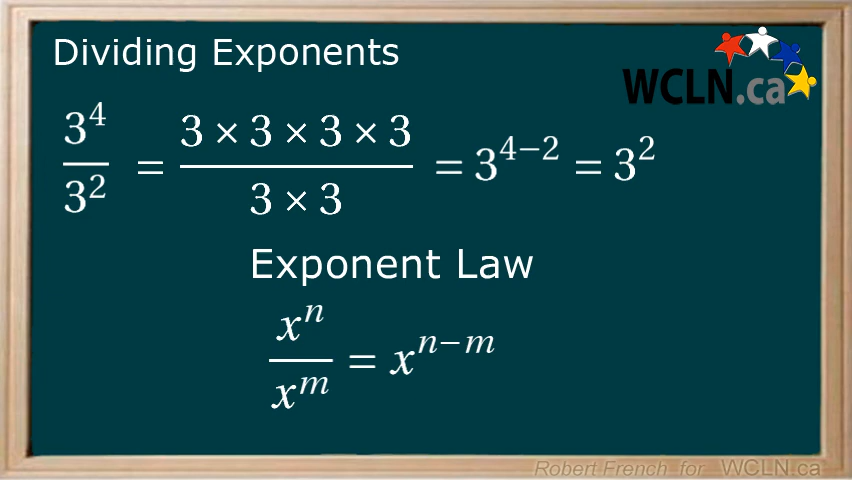 Dividing Exponents
WCLN.ca
3^4/3^2 = (3 × 3 × 3 × 3)/(3 × 3) = 3^(4−2) = 3^2
Exponent Law
x^n/x^m = x^(n−m)
Robert French for WCLN.ca